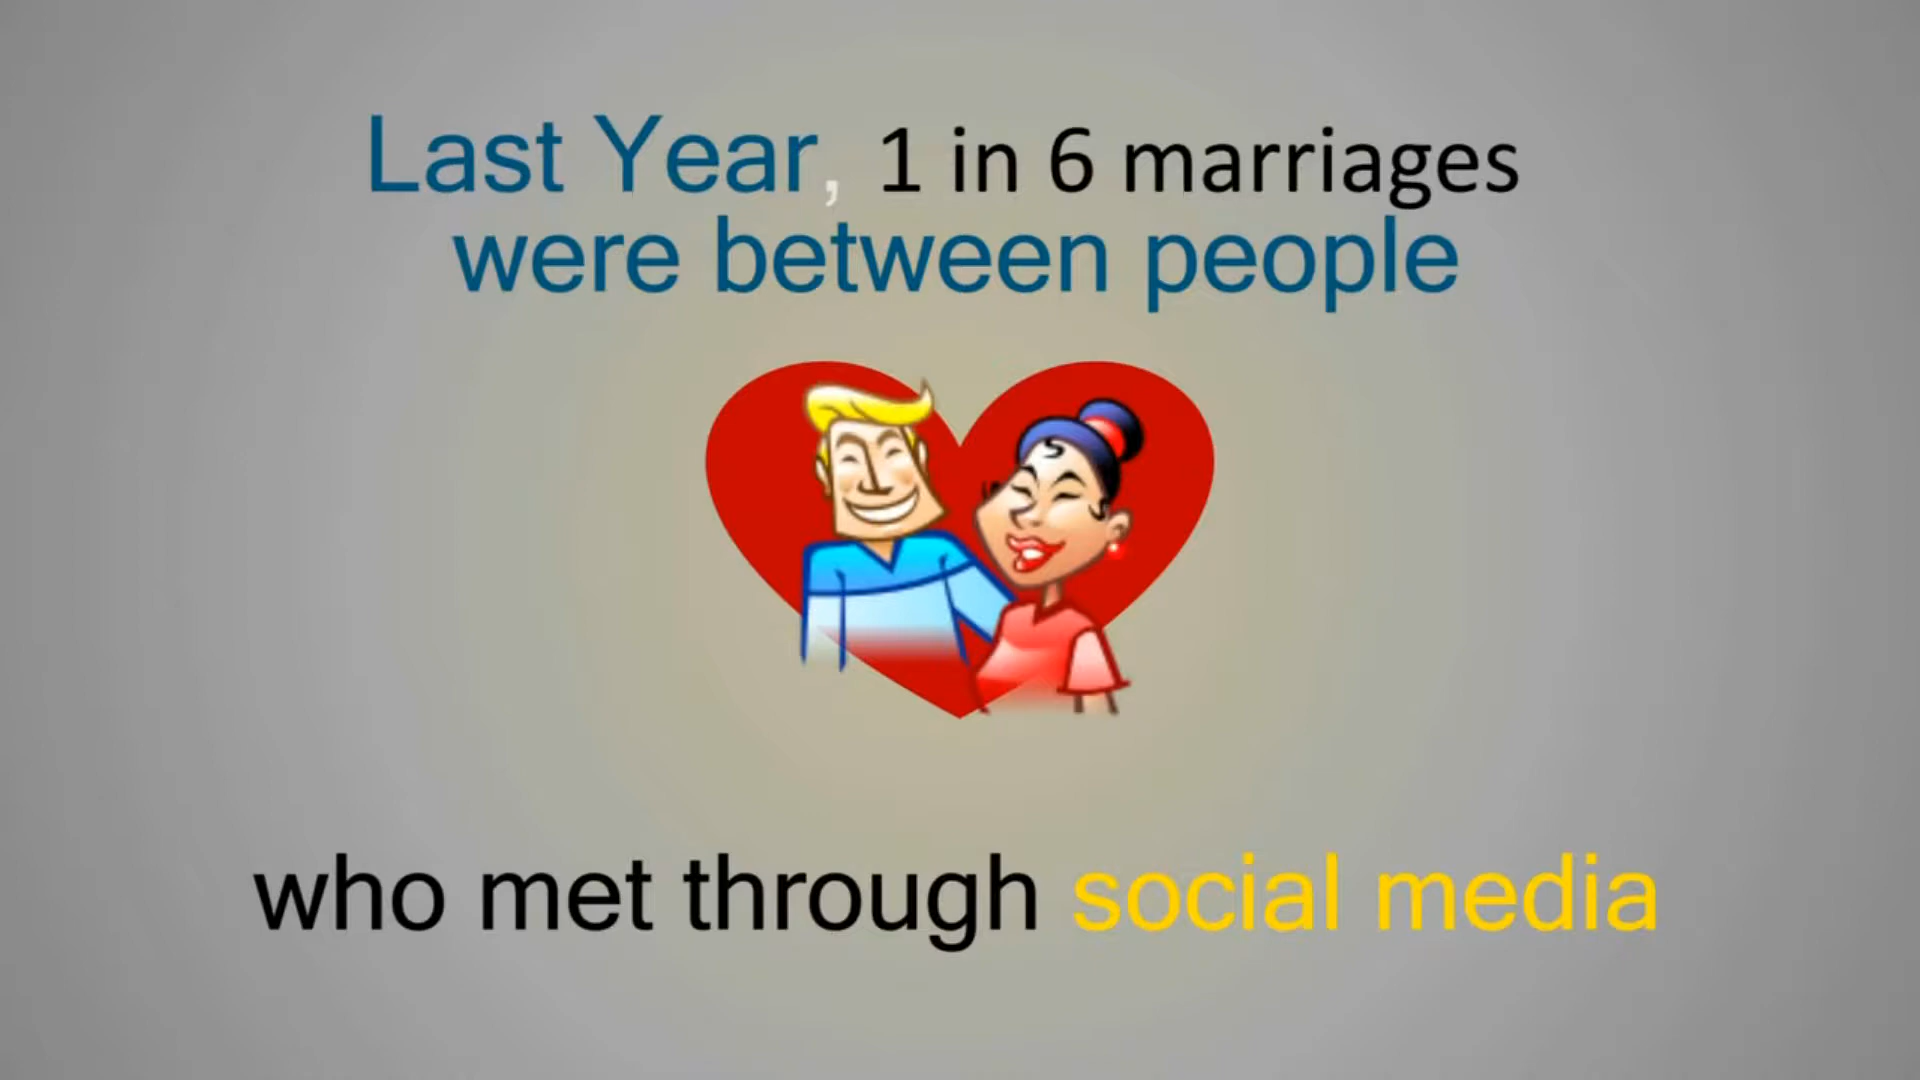 Last Year, 1 in 6 marriages
were between people
who met through social media